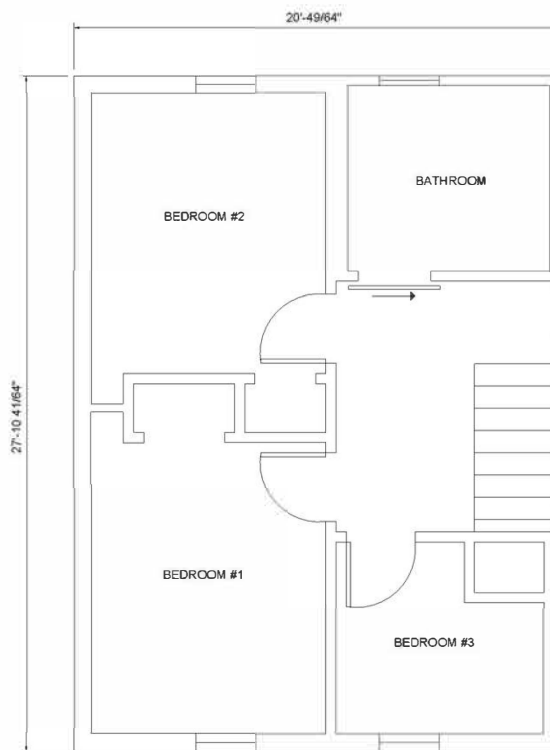 20'-49/64"
BATHROOM
BEDROOM #2
27'-10 41/64"
BEDROOM #1
BEDROOM #3